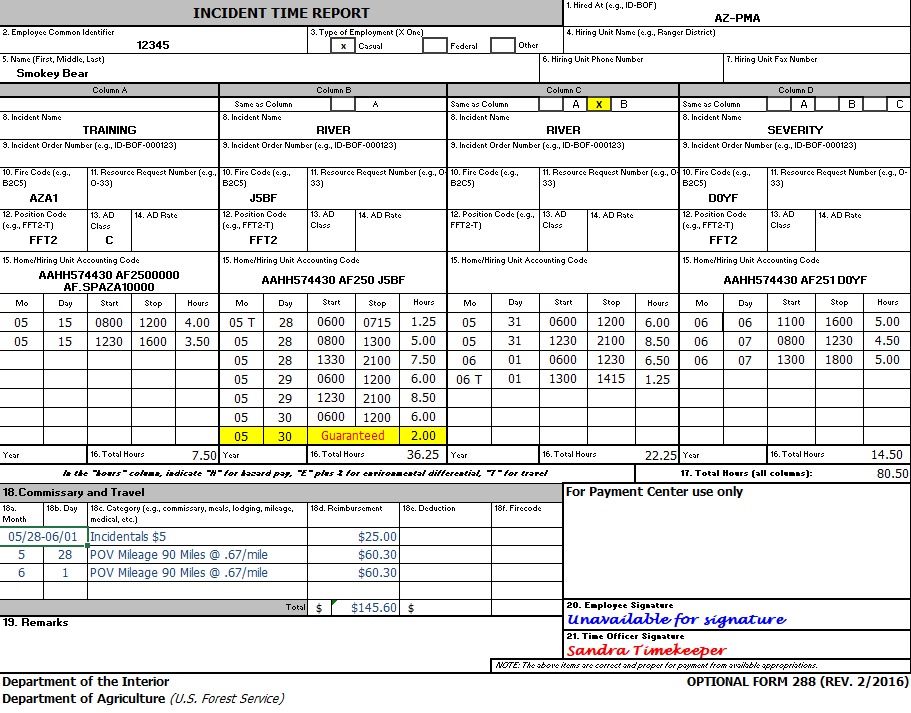 INCIDENT TIME REPORT
1. Hired At (e.g., ID-BOF)
AZ-PMA
2. Employee Common Identifier
12345
3. Type of Employment (X One)
x Casual Federal Other
4. Hiring Unit Name (e.g., Ranger District)
5. Name (First, Middle, Last)
Smokey Bear
6. Hiring Unit Phone Number
7. Hiring Unit Fax Number
Column A Column B Column C Column D
Same as Column A Same as Column A X B Same as Column A B C
8. Incident Name 8. Incident Name 8. Incident Name 8. Incident Name
TRAINING RIVER RIVER SEVERITY
9. Incident Order Number (e.g., ID-BOF-000123) 9. Incident Order Number (e.g., ID-BOF-000123) 9. Incident Order Number (e.g., ID-BOF-000123) 9. Incident Order Number (e.g., ID-BOF-000123)
10. Fire Code (e.g., 11. Resource Request Number (e.g., 10. Fire Code (e.g., 11. Resource Request Number (e.g., O- 10. Fire Code (e.g., 11. Resource Request Number (e.g., O- 10. Fire Code (e.g., 11. Resource Request Number (e.g., O-
B2C5) O-33) B2C5) 33) B2C5) 33) B2C5) 33)
AZA1 J5BF D0YF
12. Position Code 13. AD 14. AD Rate 12. Position Code 13. AD 14. AD Rate 12. Position Code (e.g., 13. AD 14. AD Rate 12. Position Code 13. AD 14. AD Rate
(e.g., FFT2-T) Class (e.g., FFT2-T) Class FFT2-T) Class (e.g., FFT2-T) Class
FFT2 C FFT2 FFT2
15. Home/Hiring Unit Accounting Code 15. Home/Hiring Unit Accounting Code 15. Home/Hiring Unit Accounting Code 15. Home/Hiring Unit Accounting Code
AAHH574430 AF2500000
AF.SPAZA10000
AAHH574430 AF250 J5BF AAHH574430 AF251 D0YF
Mo Day Start Stop Hours Mo Day Start Stop Hours Mo Day Start Stop Hours Mo Day Start Stop Hours
05 15 0800 1200 4.00 05 T 28 0600 0715 1.25 05 31 0600 1200 6.00 06 06 1100 1600 5.00
05 15 1230 1600 3.50 05 28 0800 1300 5.00 05 31 1230 2100 8.50 06 07 0800 1230 4.50
05 28 1330 2100 7.50 06 01 0600 1230 6.50 06 07 1300 1800 5.00
05 29 0600 1200 6.00 06 T 01 1300 1415 1.25
05 29 1230 2100 8.50
05 30 0600 1200 6.00
05 30 Guaranteed 2.00
Year 16. Total Hours 7.50 Year 16. Total Hours 36.25 Year 16. Total Hours 22.25 Year 16. Total Hours 14.50
In the "hours" column, indicate "H" for hazard pay, "E" plus % for environmental differential, "T" for travel 17. Total Hours (all columns): 80.50
18.Commissary and Travel
18a. 18b. Day 18c. Category (e.g., commissary, meals, lodging, mileage, 18d. Reimbursement 18e. Deduction 18f. Firecode
Month medical, etc.)
05/28-06/01 Incidentals $5 $25.00
5 28 POV Mileage 90 Miles @ .67/mile $60.30
6 1 POV Mileage 90 Miles @ .67/mile $60.30
Total $ $145.60 $
19. Remarks
For Payment Center use only
20. Employee Signature
Unavailable for signature
21. Time Officer Signature
Sandra Timekeeper
NOTE: The above items are correct and proper for payment from available appropriations.
Department of the Interior OPTIONAL FORM 288 (REV. 2/2016)
Department of Agriculture (U.S. Forest Service)